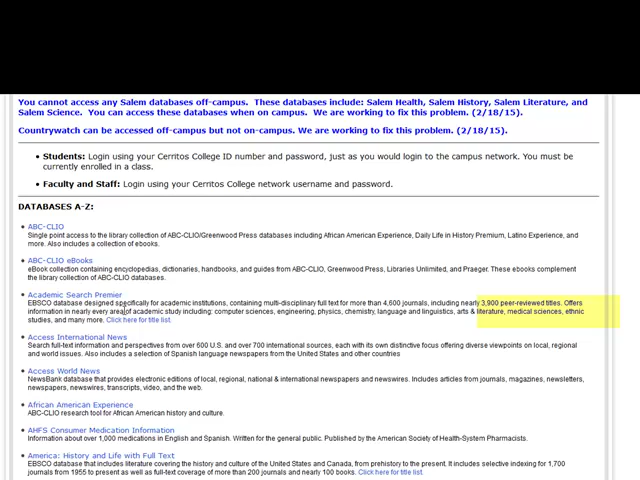 You cannot access any Salem databases off-campus.  These databases include: Salem Health, Salem History, Salem Literature, and
Salem Science.  You can access these databases when on campus.  We are working to fix this problem. (2/18/15).
Countrywatch can be accessed off-campus but not on-campus. We are working to fix this problem. (2/18/15).
• Students: Login using your Cerritos College ID number and password, just as you would login to the campus network. You must be
currently enrolled in a class.
• Faculty and Staff: Login using your Cerritos College network username and password.
DATABASES A-Z:
• ABC-CLIO
Single point access to the library collection of ABC-CLIO/Greenwood Press databases including African American Experience, Daily Life in History Premium, Latino Experience, and
more. Also includes a collection of ebooks.
• ABC-CLIO eBooks
eBook collection containing encyclopedias, dictionaries, handbooks, and guides from ABC-CLIO, Greenwood Press, Libraries Unlimited, and Praeger. These ebooks complement
the library collection of ABC-CLIO databases.
• Academic Search Premier
EBSCO database designed specifically for academic institutions, containing multi-disciplinary full text for more than 4,600 journals, including nearly 3,900 peer-reviewed titles. Offers
information in nearly every area of academic study including: computer sciences, engineering, physics, chemistry, language and linguistics, arts & literature, medical sciences, ethnic
studies, and many more. Click here for title list.
• Access International News
Search full-text information and perspectives from over 600 U.S. and over 700 international sources, each with its own distinctive focus offering diverse viewpoints on local, regional
and world issues. Also includes a selection of Spanish language newspapers from the United States and other countries
• Access World News
NewsBank database that provides electronic editions of local, regional, national & international newspapers and newswires. Includes articles from journals, magazines, newsletters,
newspapers, newswires, transcripts, video, and the web.
• African American Experience
ABC-CLIO research tool for African American history and culture.
• AHFS Consumer Medication Information
Information about over 1,000 medications in English and Spanish. Written for the general public. Published by the American Society of Health-System Pharmacists.
• America: History and Life with Full Text
EBSCO database that includes literature covering the history and culture of the United States and Canada, from prehistory to the present. It includes selective indexing for 1,700
journals from 1955 to present as well as full-text coverage of more than 200 journals and nearly 100 books. Click here for title list.